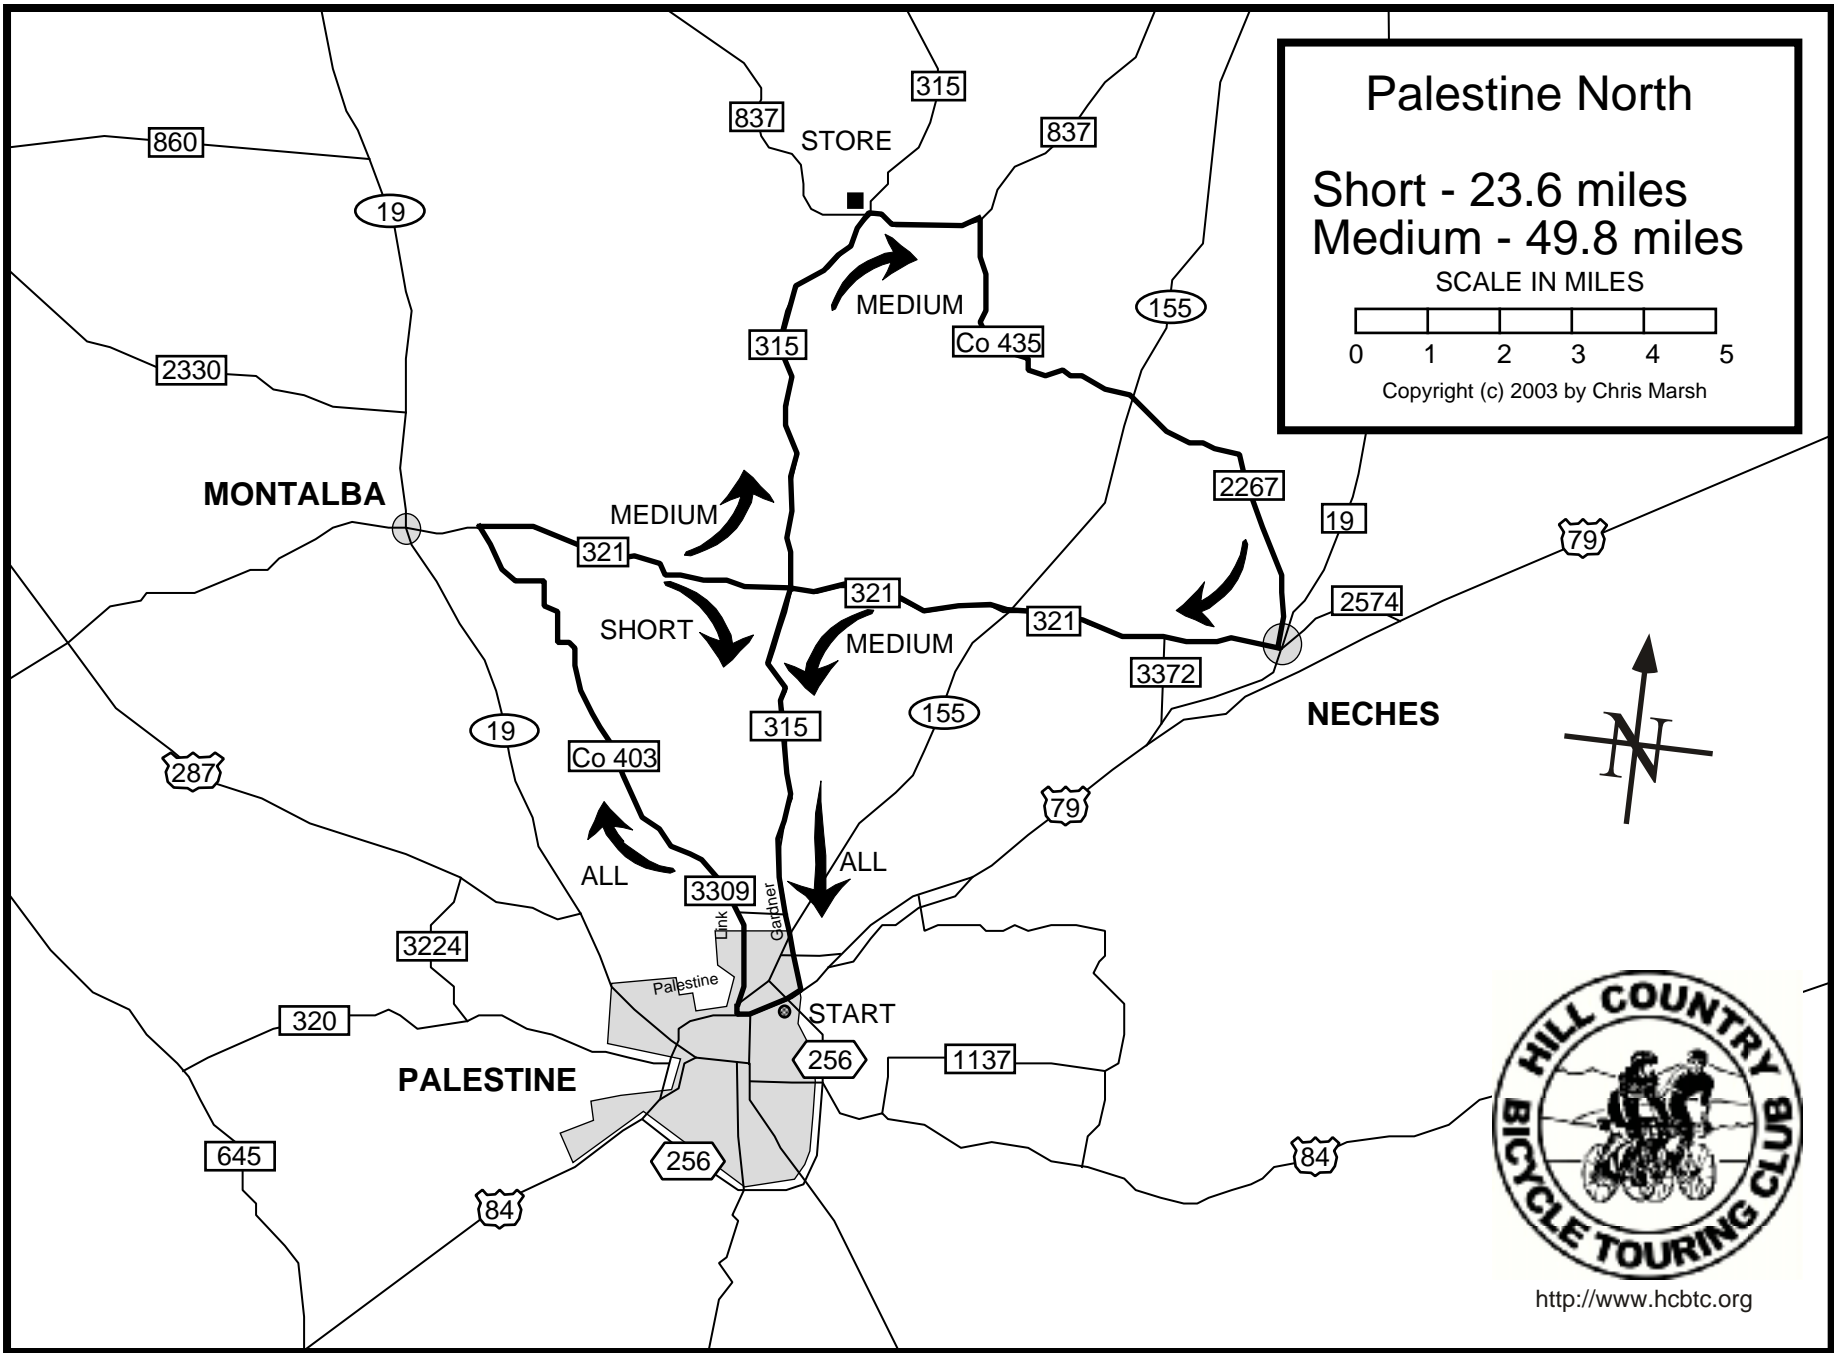 Palestine North
Short - 23.6 miles
Medium - 49.8 miles
SCALE IN MILES
0 1 2 3 4 5
Copyright (c) 2003 by Chris Marsh
315
837
STORE
837
860
19
MEDIUM
155
315
Co 435
2330
MONTALBA
MEDIUM
2267
19
79
321
321
2574
321
SHORT
MEDIUM
3372
155
NECHES
19
315
Co 403
287
N
79
ALL
ALL
3309
Link
Gardner
3224
Palestine
320
START
256
1137
PALESTINE
645
256
84
84
HILL COUNTRY
BICYCLE TOURING CLUB
http://www.hcbtc.org